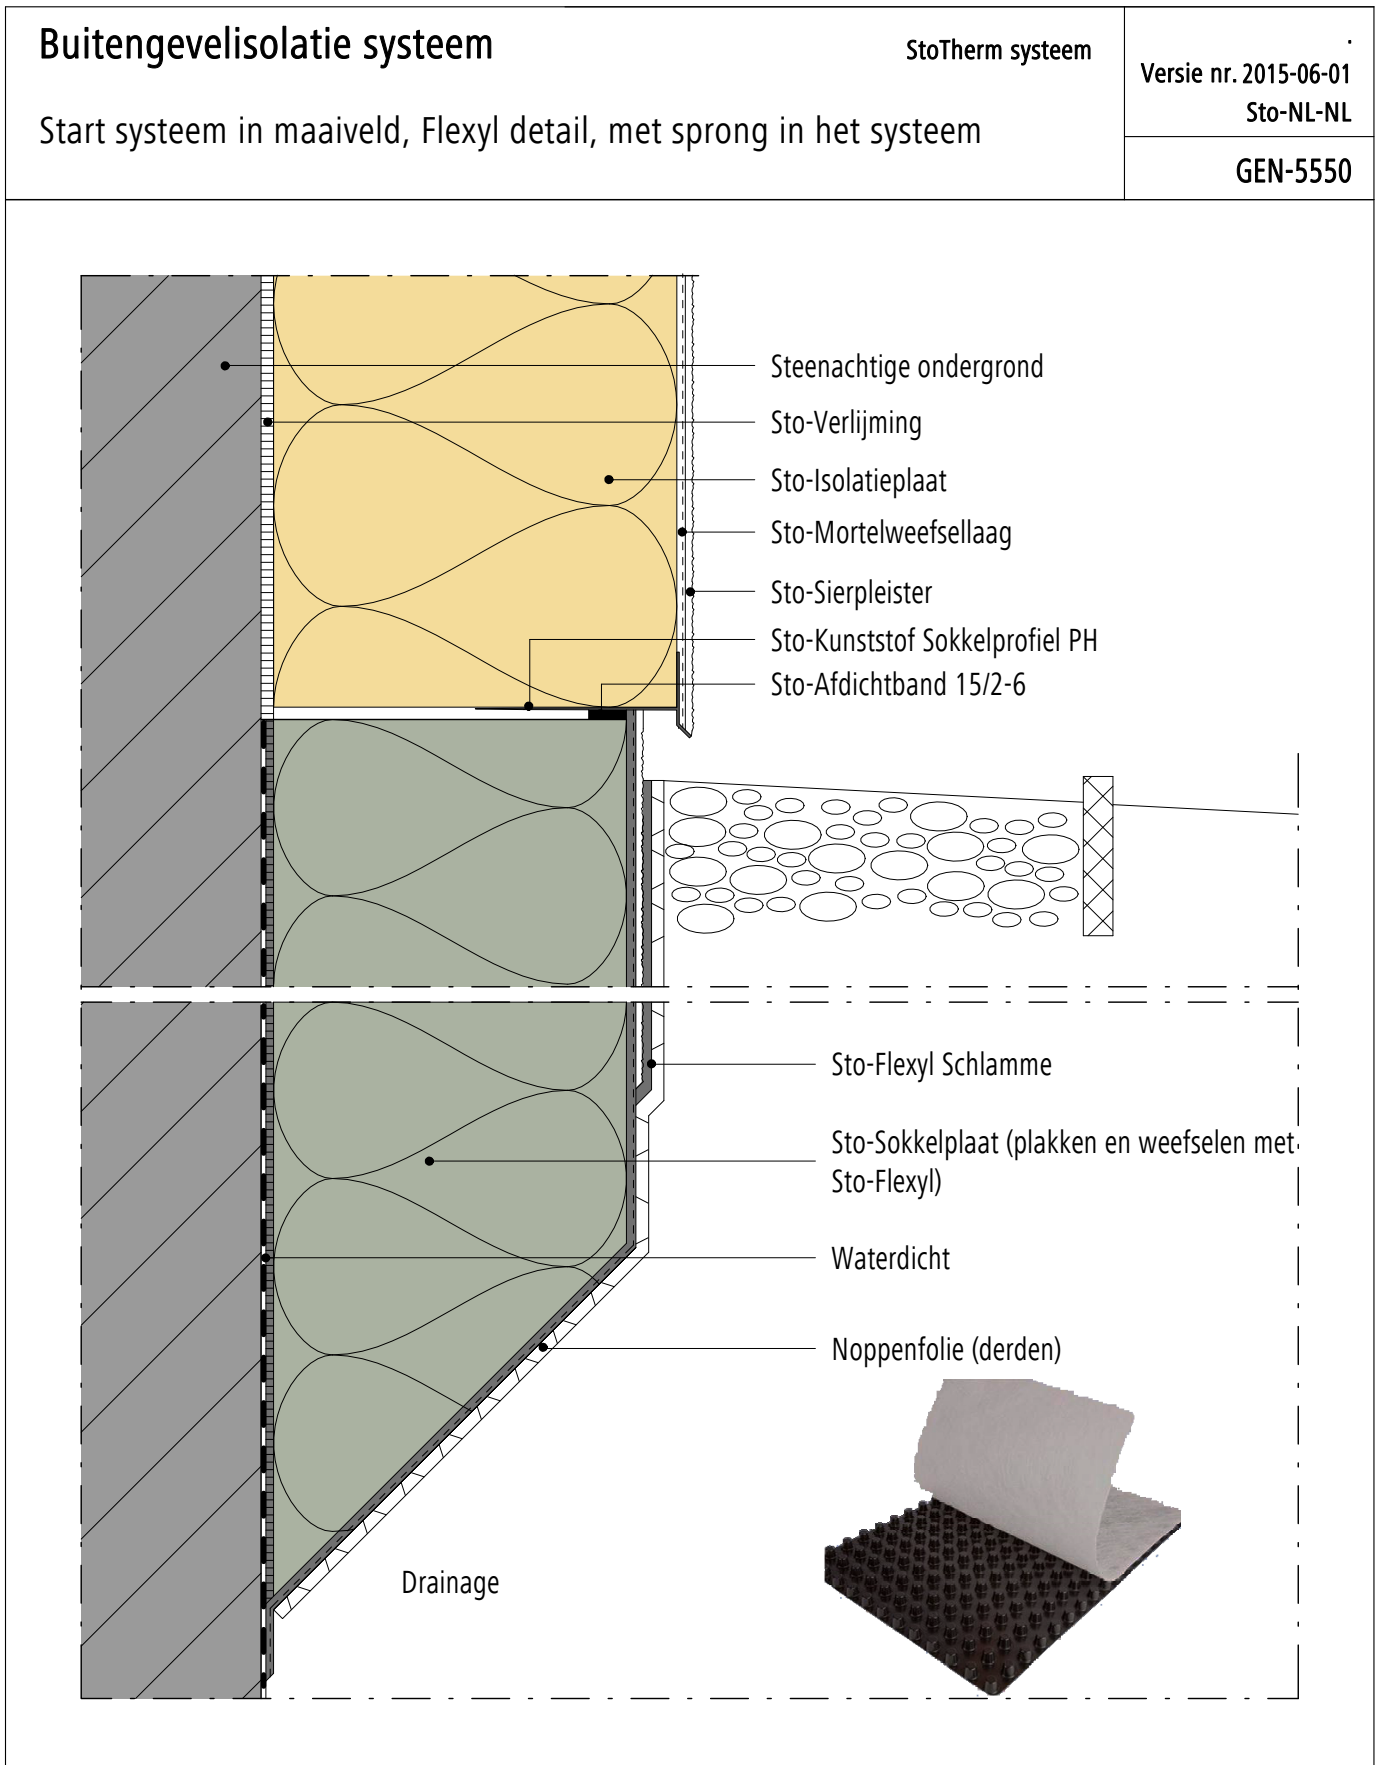 Buitengevelisolatie systeem
StoTherm systeem
.
Versie nr. 2015-06-01
Sto-NL-NL
Start systeem in maaiveld, Flexyl detail, met sprong in het systeem
GEN-5550
Steenachtige ondergrond
Sto-Verlijming
Sto-Isolatieplaat
Sto-Mortelweefsellaag
Sto-Sierpleister
Sto-Kunststof Sokkelprofiel PH
Sto-Afdichtband 15/2-6
Sto-Flexyl Schlamme
Sto-Sokkelplaat (plakken en weefselen met
Sto-Flexyl)
Waterdicht
Noppenfolie (derden)
Drainage